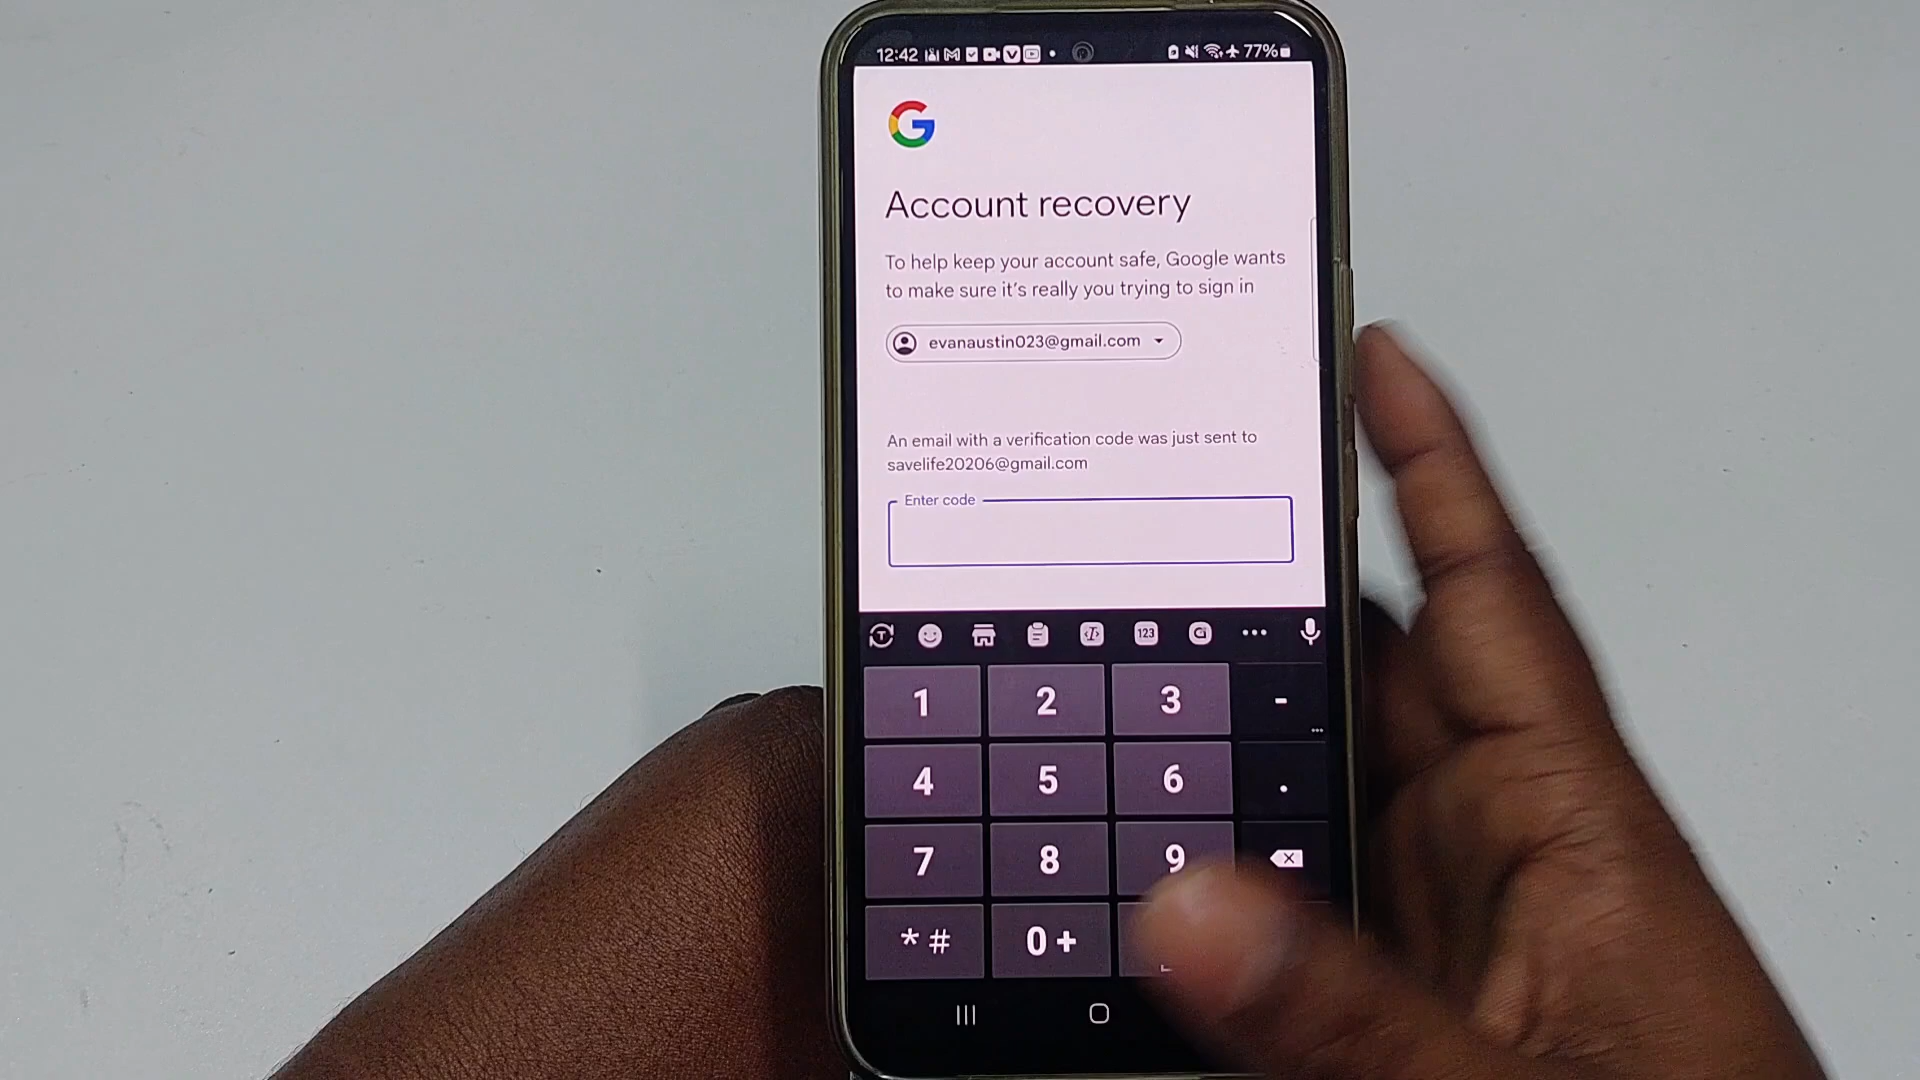 12:42 77%
G
Account recovery
To help keep your account safe, Google wants
to make sure it's really you trying to sign in
evanaustin023@gmail.com
An email with a verification code was just sent to
savelife20206@gmail.com
Enter code
T 123 G
1 2 3 -
4 5 6 .
7 8 9
* # 0 +